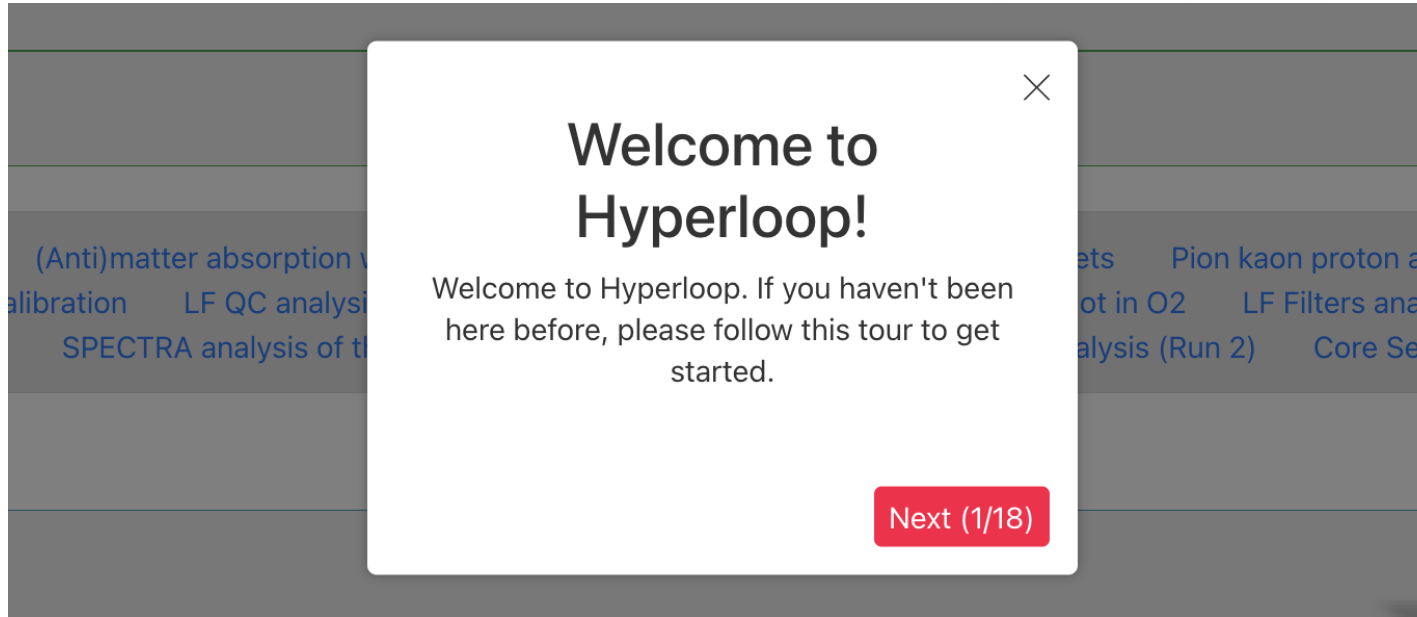 Welcome to
Hyperloop!
(Anti)matter absorption
ets Pion kaon proton
Welcome to Hyperloop. If you haven't been
alibration LF QC analysi
ot in O2 LF Filters ana
here before, please follow this tour to get
SPECTRA analysis of t
alysis (Run 2) Core Se
started.
Next (1/18)